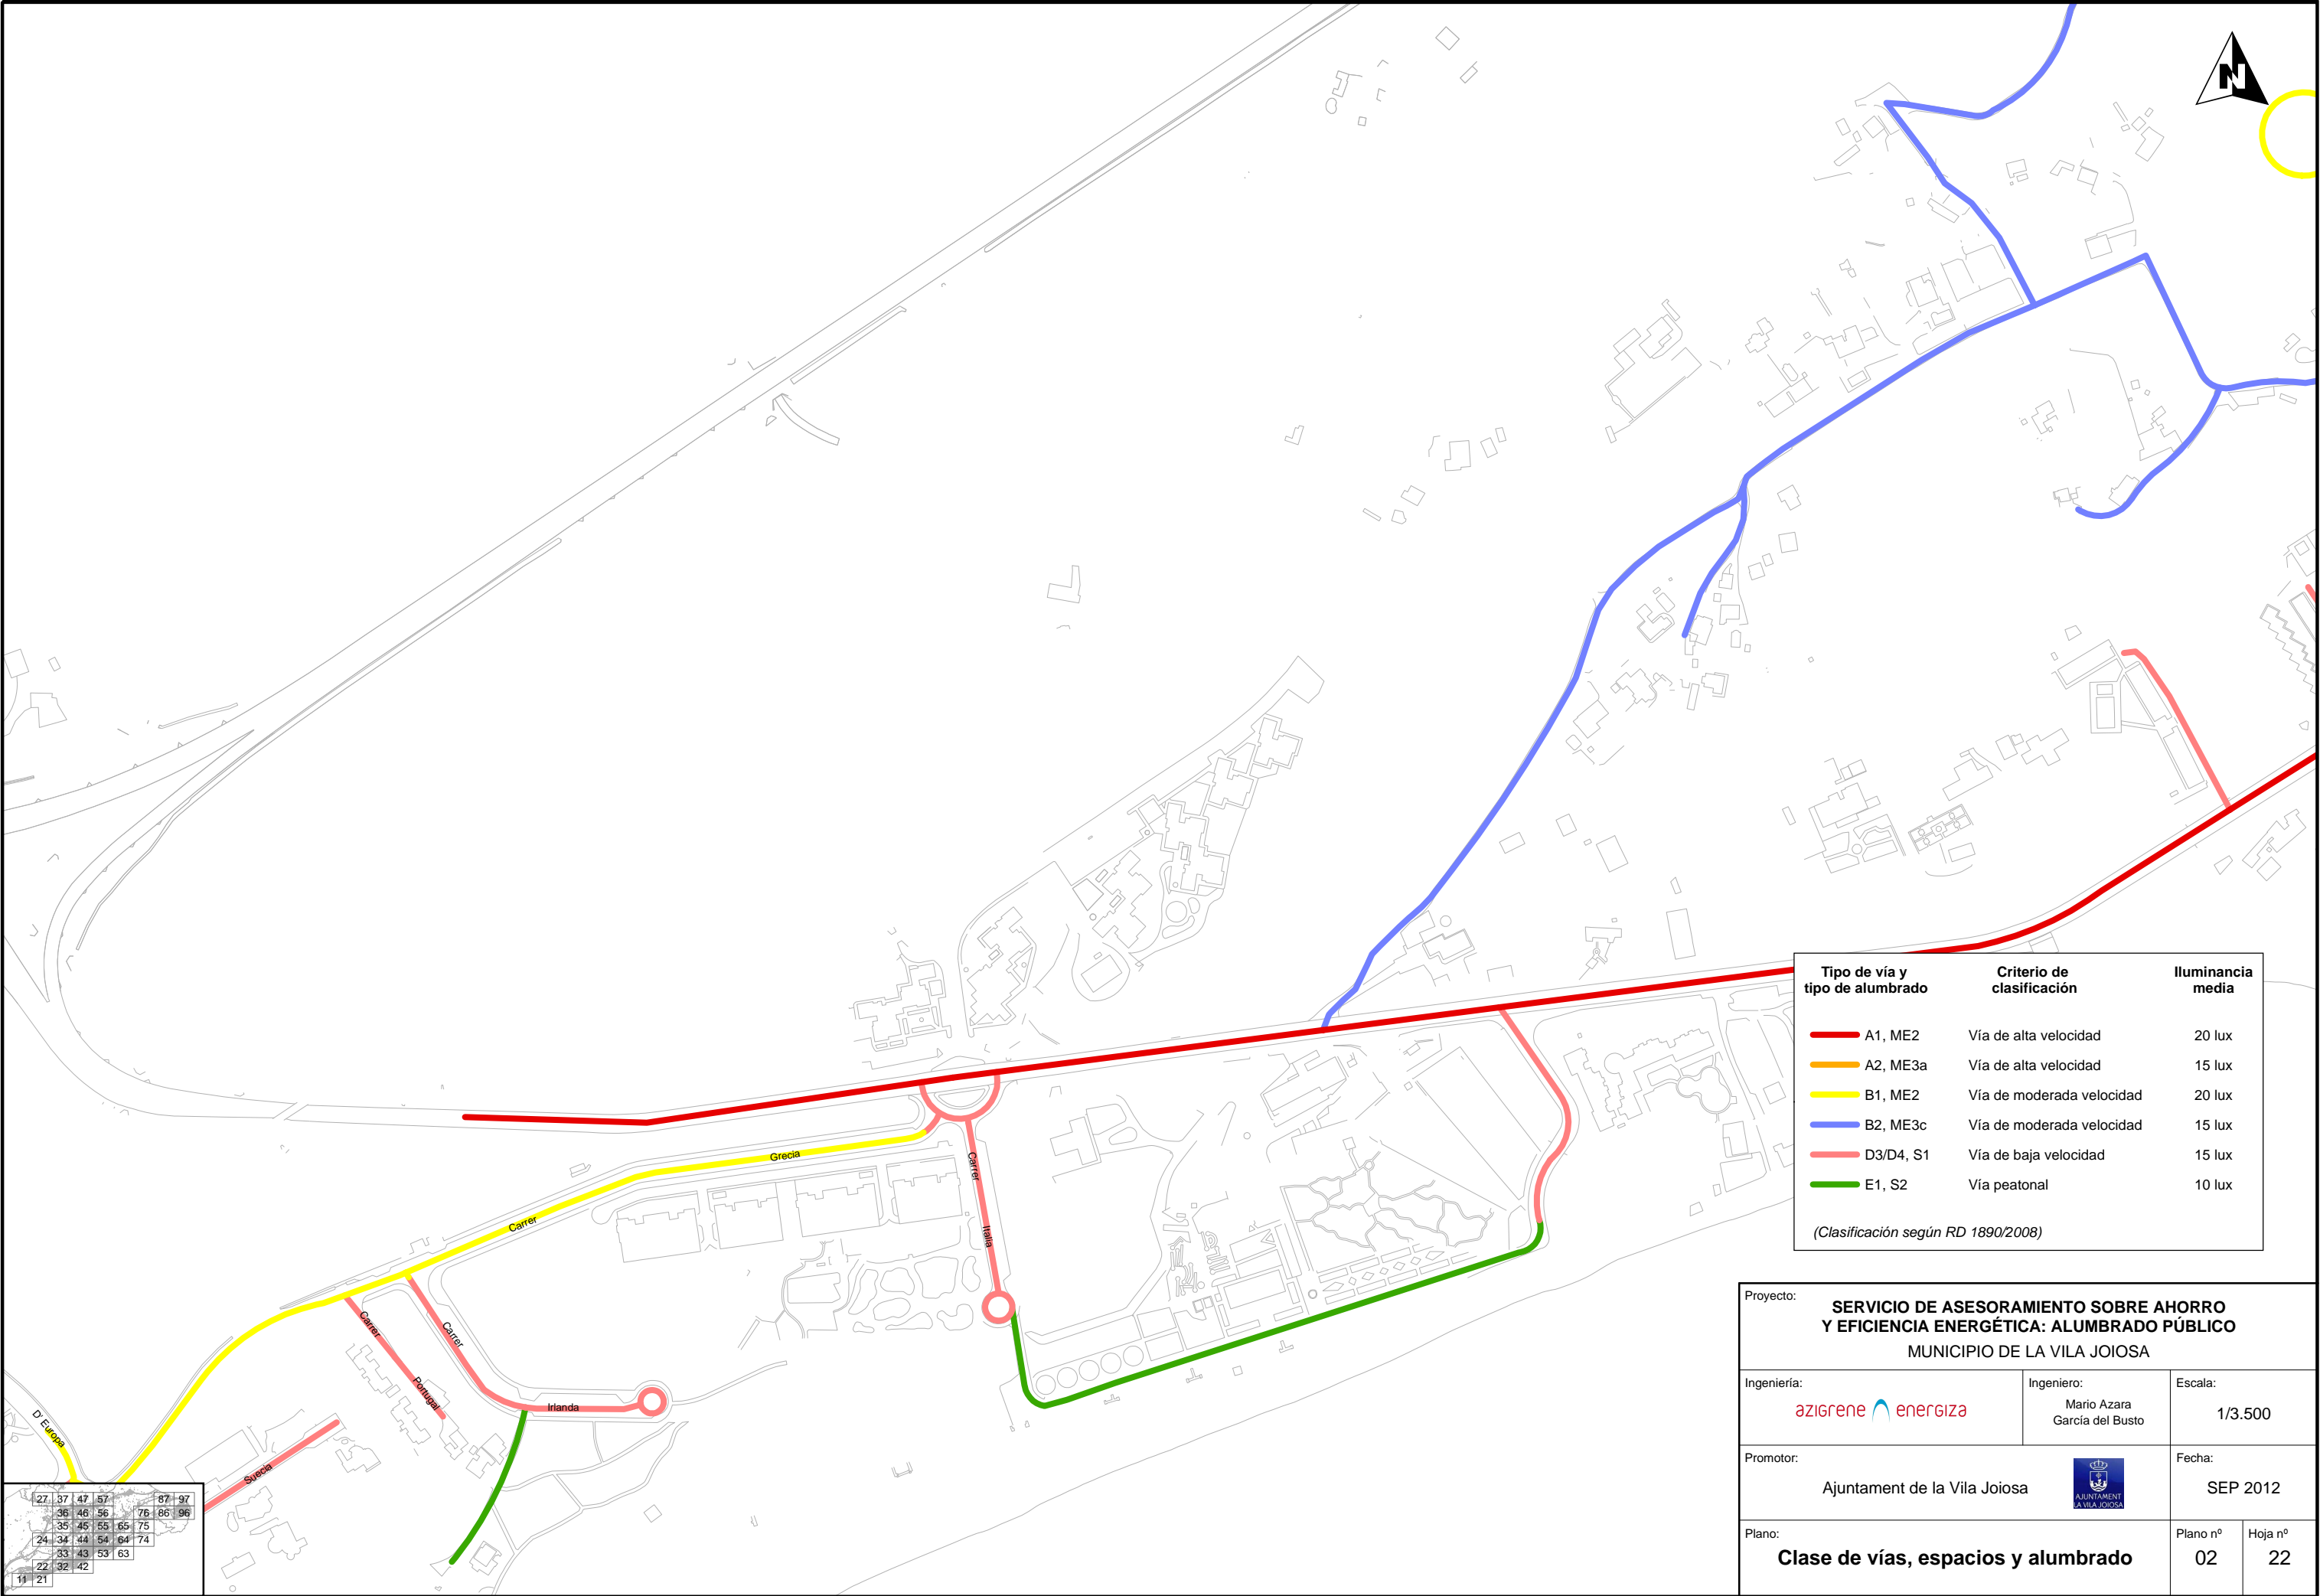 N
Grecia
Carrer
Carrer
Italia
Carrer
Portugal
Carrer
Irlanda
D' Europa
Suecia
27 37 47 57 87 97
36 46 56 76 86 96
35 45 55 65 75
24 34 44 54 64 74
33 43 53 63
22 32 42
11 21
Tipo de vía y tipo de alumbrado Criterio de clasificación Iluminancia media
A1, ME2 Vía de alta velocidad 20 lux
A2, ME3a Vía de alta velocidad 15 lux
B1, ME2 Vía de moderada velocidad 20 lux
B2, ME3c Vía de moderada velocidad 15 lux
D3/D4, S1 Vía de baja velocidad 15 lux
E1, S2 Vía peatonal 10 lux
(Clasificación según RD 1890/2008)
Proyecto:
SERVICIO DE ASESORAMIENTO SOBRE AHORRO
Y EFICIENCIA ENERGÉTICA: ALUMBRADO PÚBLICO
MUNICIPIO DE LA VILA JOIOSA
Ingeniería:
azigrene energiza
Ingeniero:
Mario Azara
García del Busto
Escala:
1/3.500
Promotor:
Ajuntament de la Vila Joiosa
AJUNTAMENT
LA VILA JOIOSA
Fecha:
SEP 2012
Plano:
Clase de vías, espacios y alumbrado
Plano nº
02
Hoja nº
22